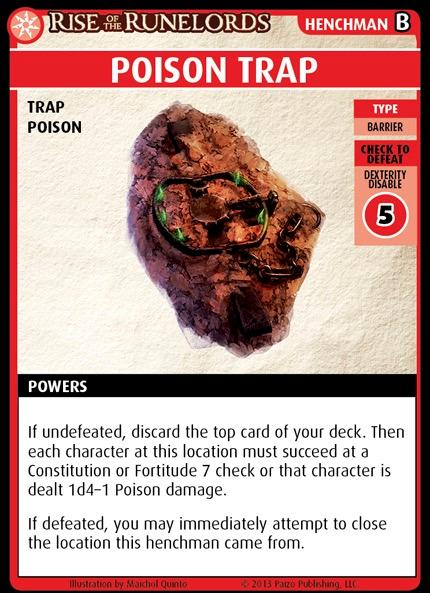 RISE OF THE RUNELORDS HENCHMAN B
POISON TRAP
TRAP
POISON
TYPE
BARRIER
CHECK TO
DEFEAT
DEXTERITY
DISABLE
5
POWERS
If undefeated, discard the top card of your deck. Then
each character at this location must succeed at a
Constitution or Fortitude 7 check or that character is
dealt 1d4–1 Poison damage.
If defeated, you may immediately attempt to close
the location this henchman came from.
Illustration by Maichol Quinto © 2013 Paizo Publishing, LLC.